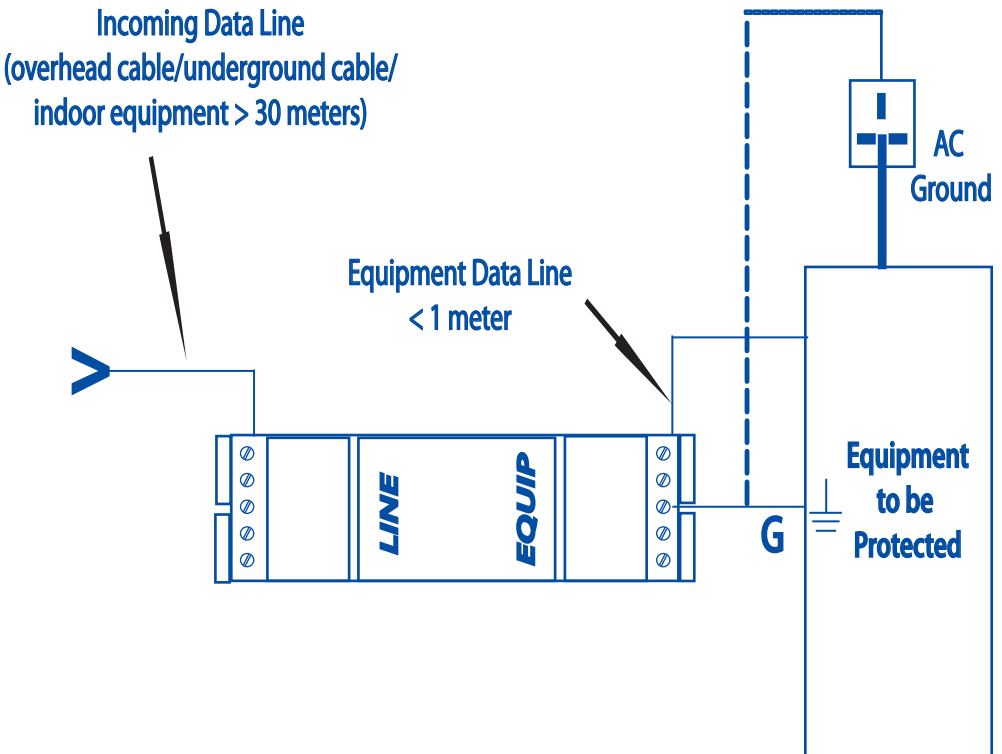 Incoming Data Line
(overhead cable/underground cable/
indoor equipment > 30 meters)
AC
Ground
Equipment Data Line
< 1 meter
LINE
EQUIP
Equipment
to be
Protected
G